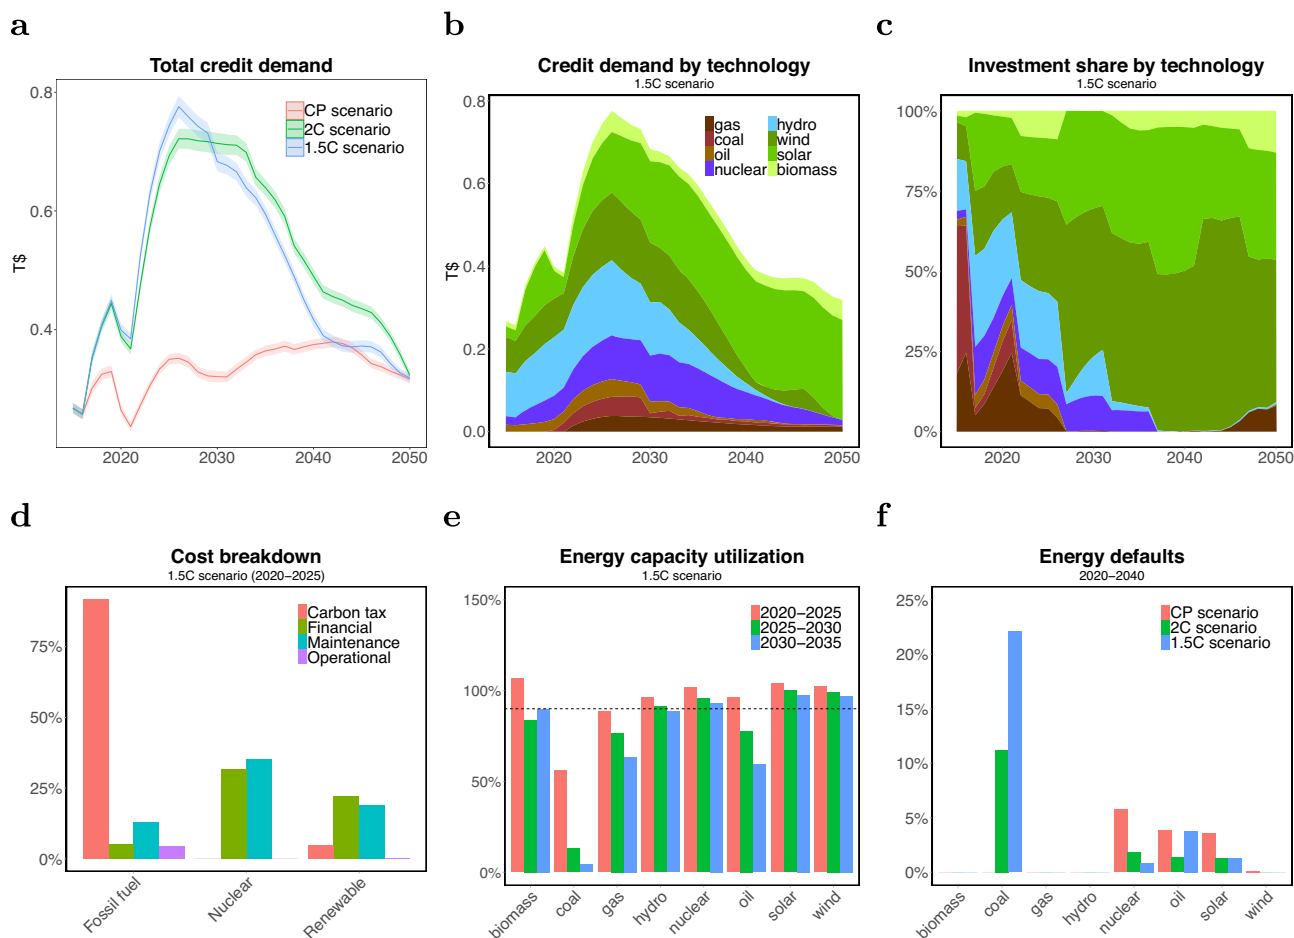 a
Total credit demand
T$
0.8
0.6
0.4
2020
2030
2040
2050
CP scenario
2C scenario
1.5C scenario
b
Credit demand by technology
1.5C scenario
T$
0.8
0.6
0.4
0.2
0.0
2020
2030
2040
2050
gas
coal
oil
nuclear
hydro
wind
solar
biomass
c
Investment share by technology
1.5C scenario
100%
75%
50%
25%
0%
2020
2030
2040
2050
d
Cost breakdown
1.5C scenario (2020−2025)
75%
50%
25%
0%
Carbon tax
Financial
Maintenance
Operational
Fossil fuel
Nuclear
Renewable
e
Energy capacity utilization
1.5C scenario
150%
100%
50%
0%
2020−2025
2025−2030
2030−2035
biomass
coal
gas
hydro
nuclear
oil
solar
wind
f
Energy defaults
2020−2040
25%
20%
15%
10%
5%
0%
CP scenario
2C scenario
1.5C scenario
biomass
coal
gas
hydro
nuclear
oil
solar
wind